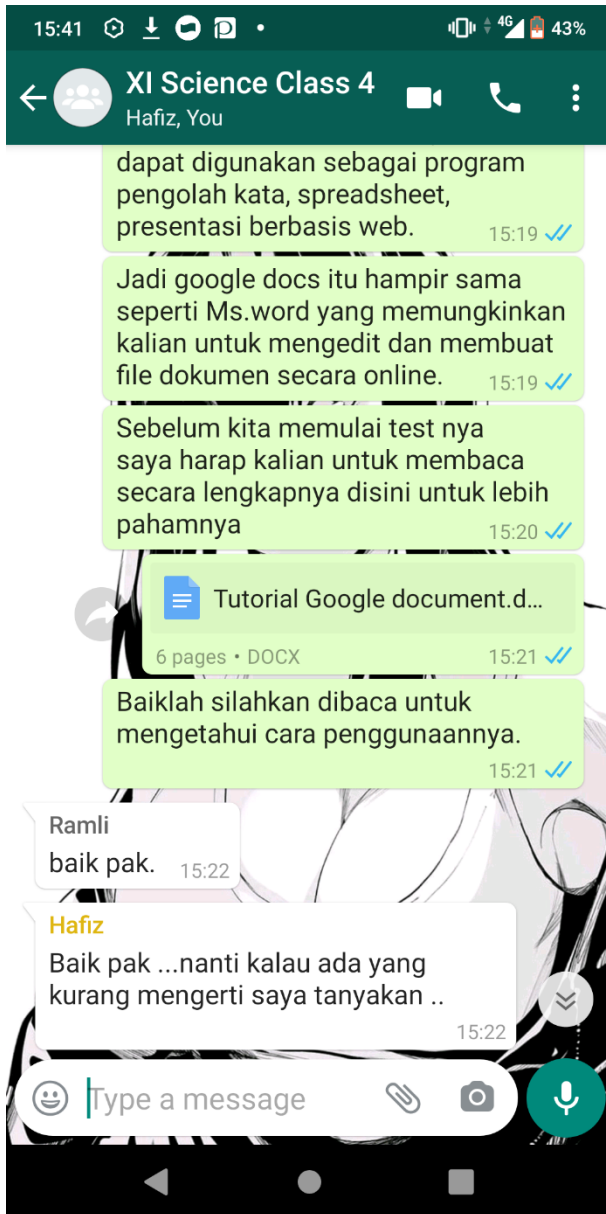 15:41 4G 43%
XI Science Class 4
Hafiz, You
dapat digunakan sebagai program
pengolah kata, spreadsheet,
presentasi berbasis web.
15:19
Jadi google docs itu hampir sama
seperti Ms.word yang memungkinkan
kalian untuk mengedit dan membuat
file dokumen secara online.
15:19
Sebelum kita memulai test nya
saya harap kalian untuk membaca
secara lengkapnya disini untuk lebih
pahamnya
15:20
Tutorial Google document.d...
6 pages • DOCX 15:21
Baiklah silahkan dibaca untuk
mengetahui cara penggunaannya.
15:21
Ramli
baik pak. 15:22
Hafiz
Baik pak ...nanti kalau ada yang
kurang mengerti saya tanyakan ..
15:22
Type a message